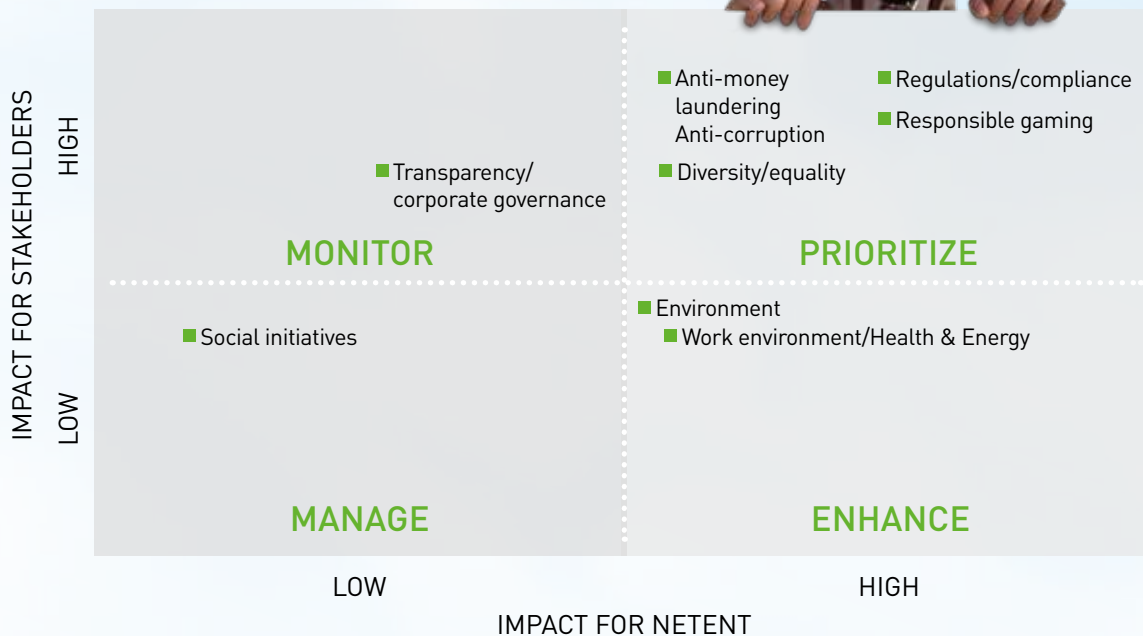 IMPACT FOR STAKEHOLDERS
HIGH
LOW
Anti-money
laundering
Anti-corruption
Regulations/compliance
Responsible gaming
Transparency/
corporate governance
Diversity/equality
MONITOR
PRIORITIZE
Social initiatives
Environment
Work environment/Health & Energy
MANAGE
ENHANCE
LOW
HIGH
IMPACT FOR NETENT